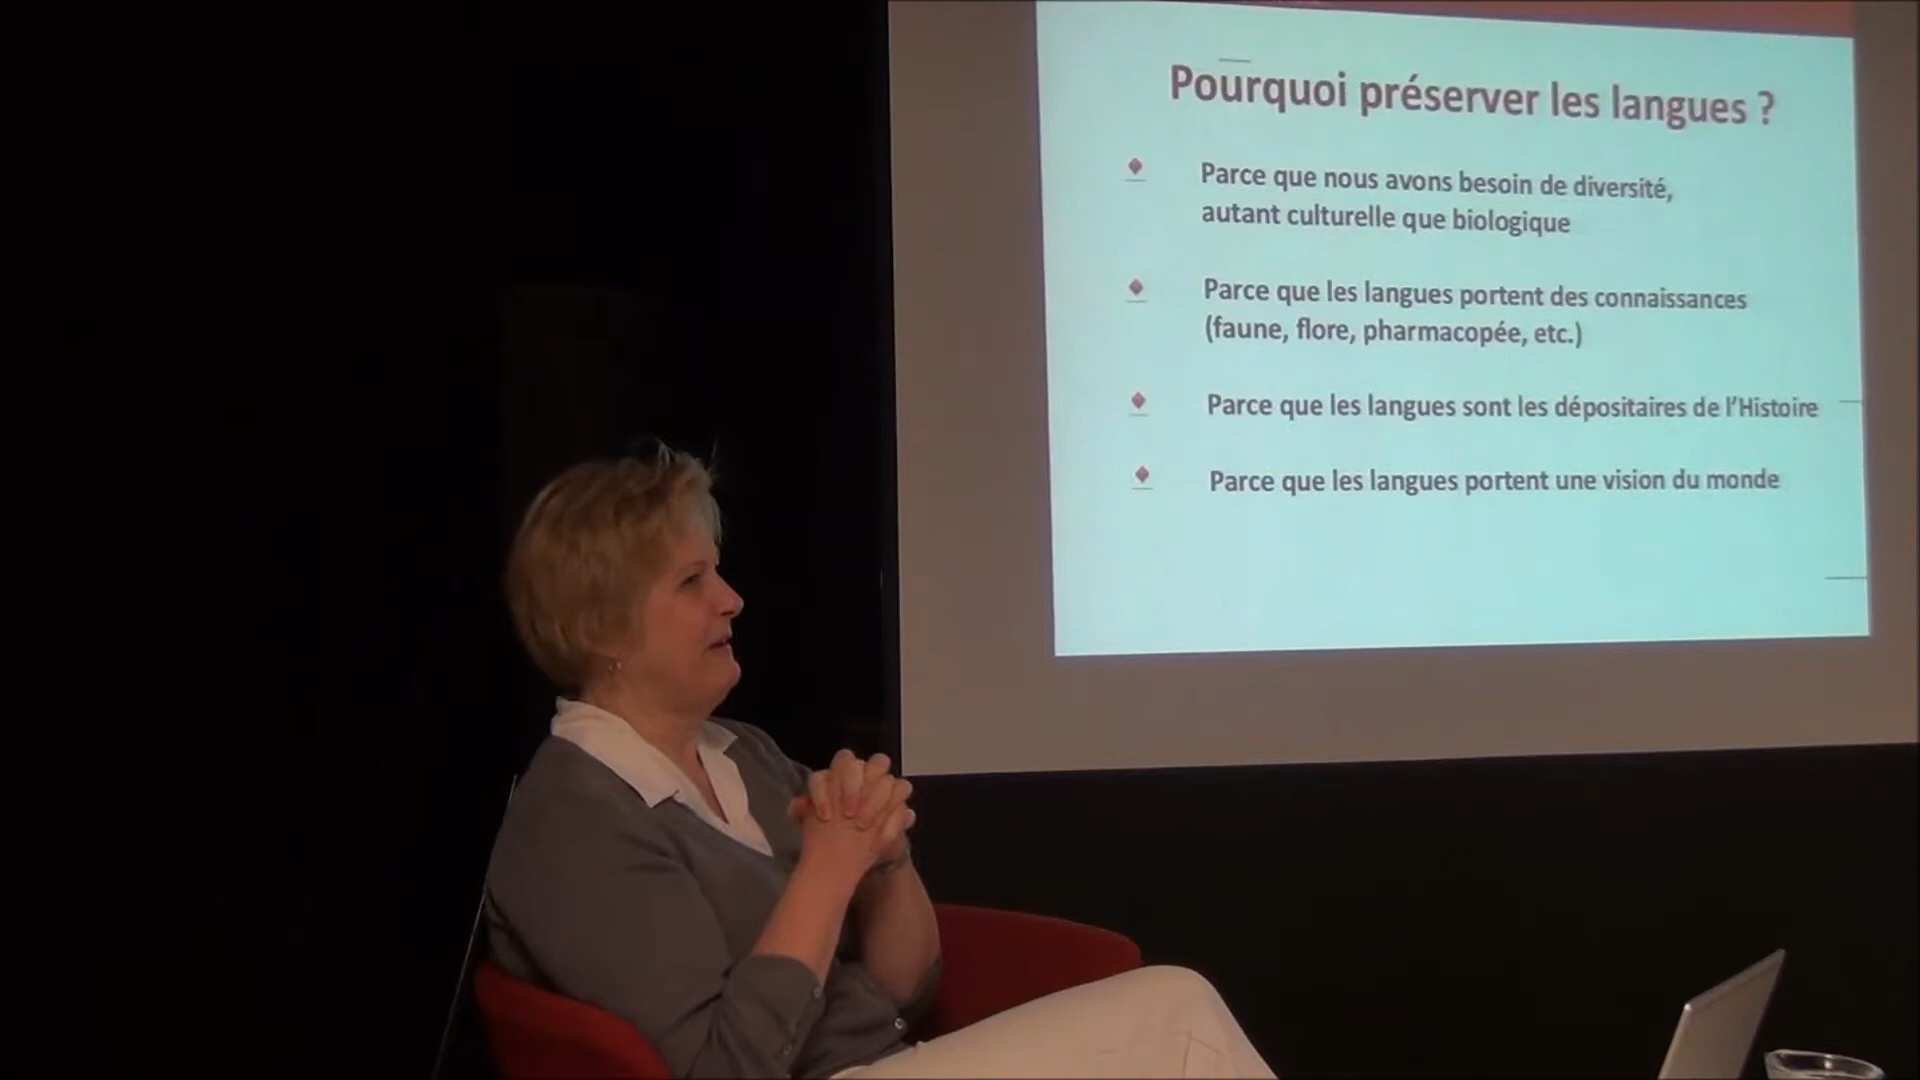 Pourquoi préserver les langues ?
Parce que nous avons besoin de diversité,
autant culturelle que biologique
Parce que les langues portent des connaissances
(faune, flore, pharmacopée, etc.)
Parce que les langues sont les dépositaires de l'Histoire
Parce que les langues portent une vision du monde